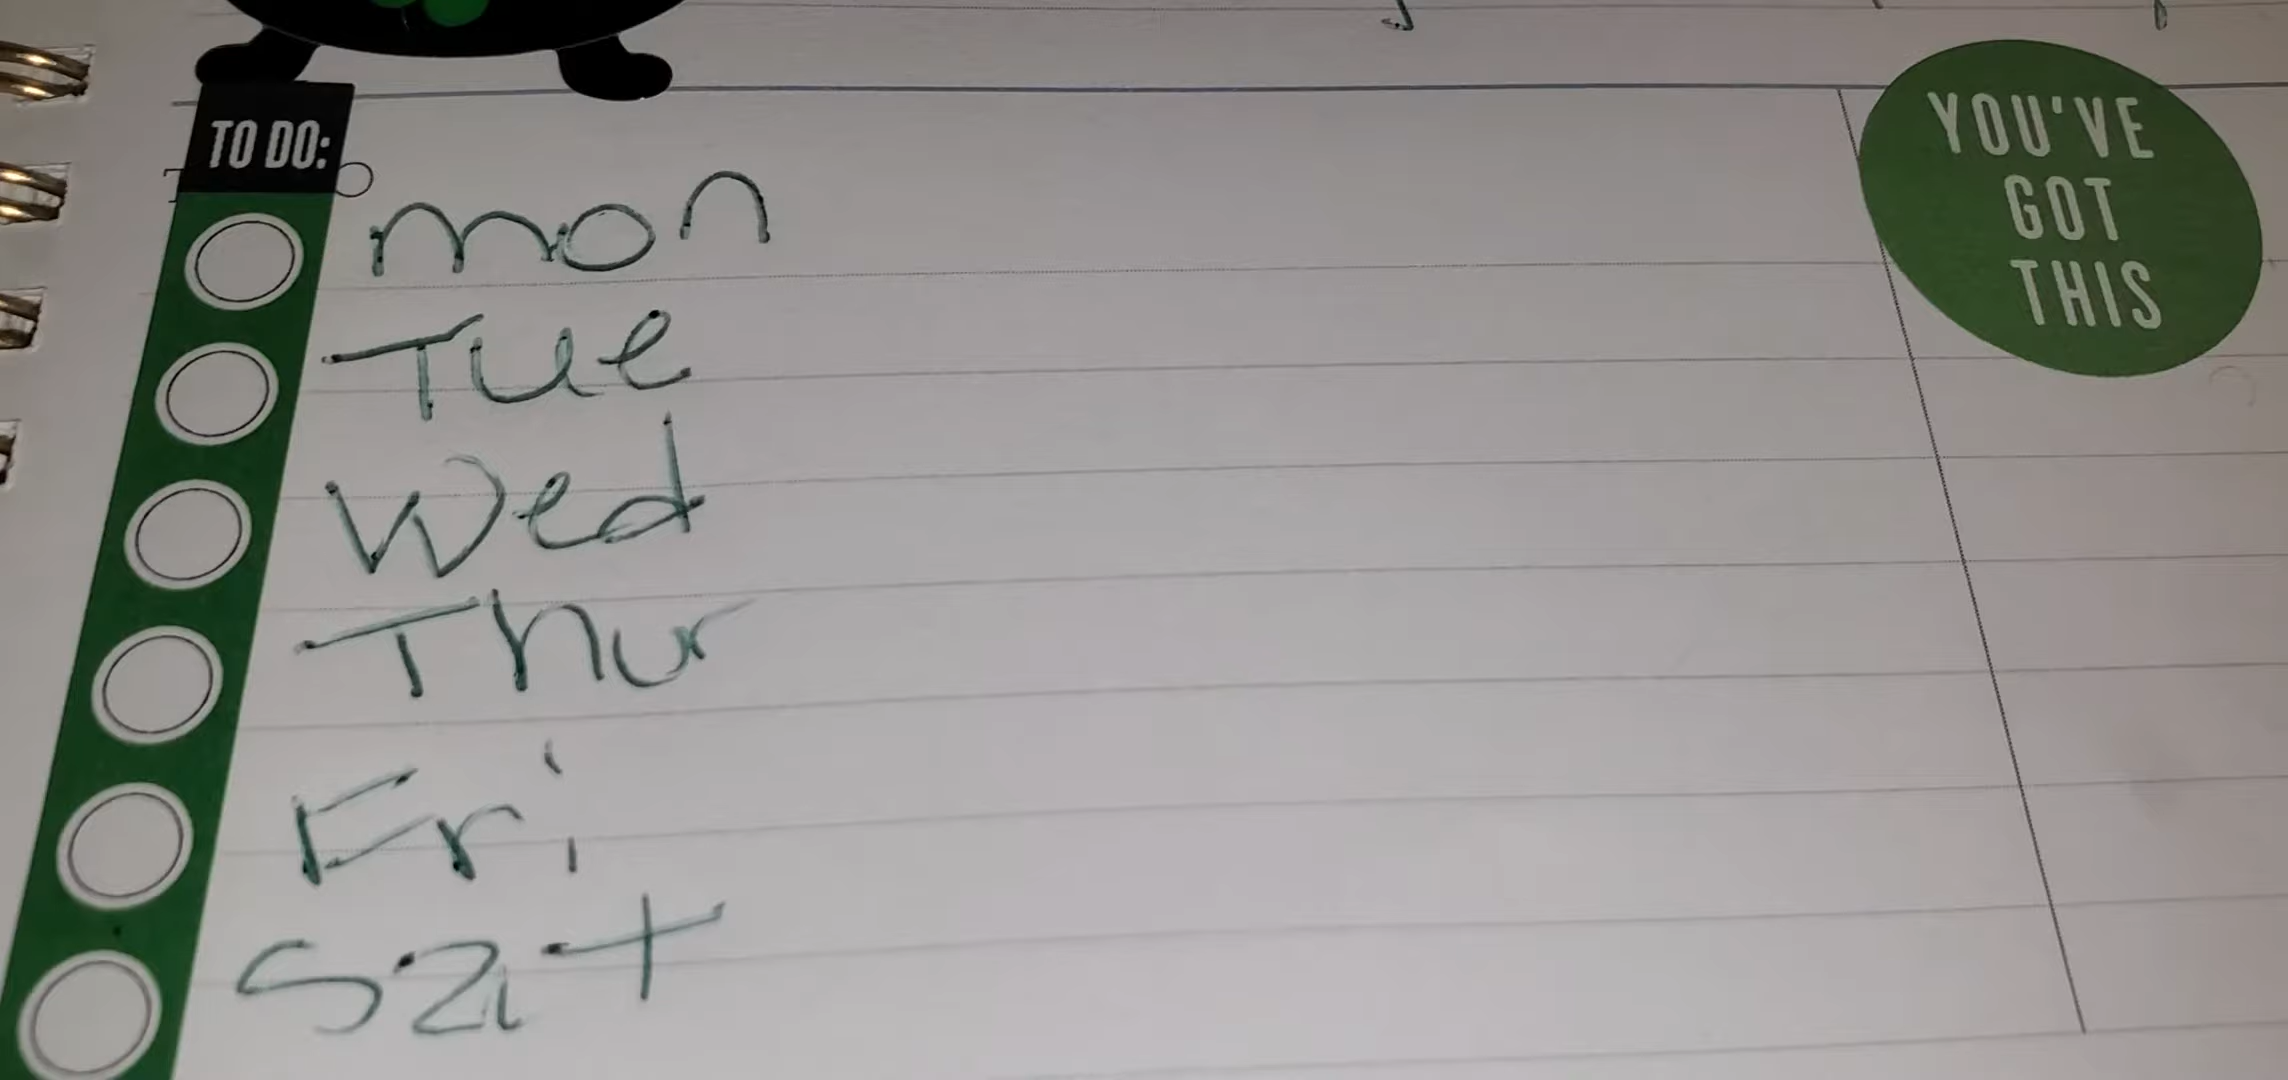 TO DO:
mon
Tue
Wed
Thur
Fri
Sat
YOU'VE
GOT
THIS